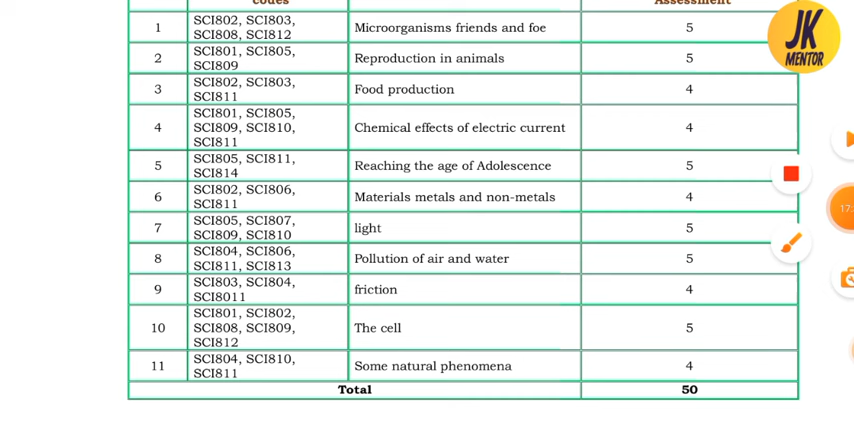 codes Assessment
1 SCI802, SCI803, SCI808, SCI812 Microorganisms friends and foe 5
2 SCI801, SCI805, SCI809 Reproduction in animals 5
3 SCI802, SCI803, SCI811 Food production 4
4 SCI801, SCI805, SCI809, SCI810, SCI811 Chemical effects of electric current 4
5 SCI805, SCI811, SCI814 Reaching the age of Adolescence 5
6 SCI802, SCI806, SCI811 Materials metals and non-metals 4
7 SCI805, SCI807, SCI809, SCI810 light 5
8 SCI804, SCI806, SCI811, SCI813 Pollution of air and water 5
9 SCI803, SCI804, SCI8011 friction 4
10 SCI801, SCI802, SCI808, SCI809, SCI812 The cell 5
11 SCI804, SCI810, SCI811 Some natural phenomena 4
Total 50
JK
MENTOR
17: